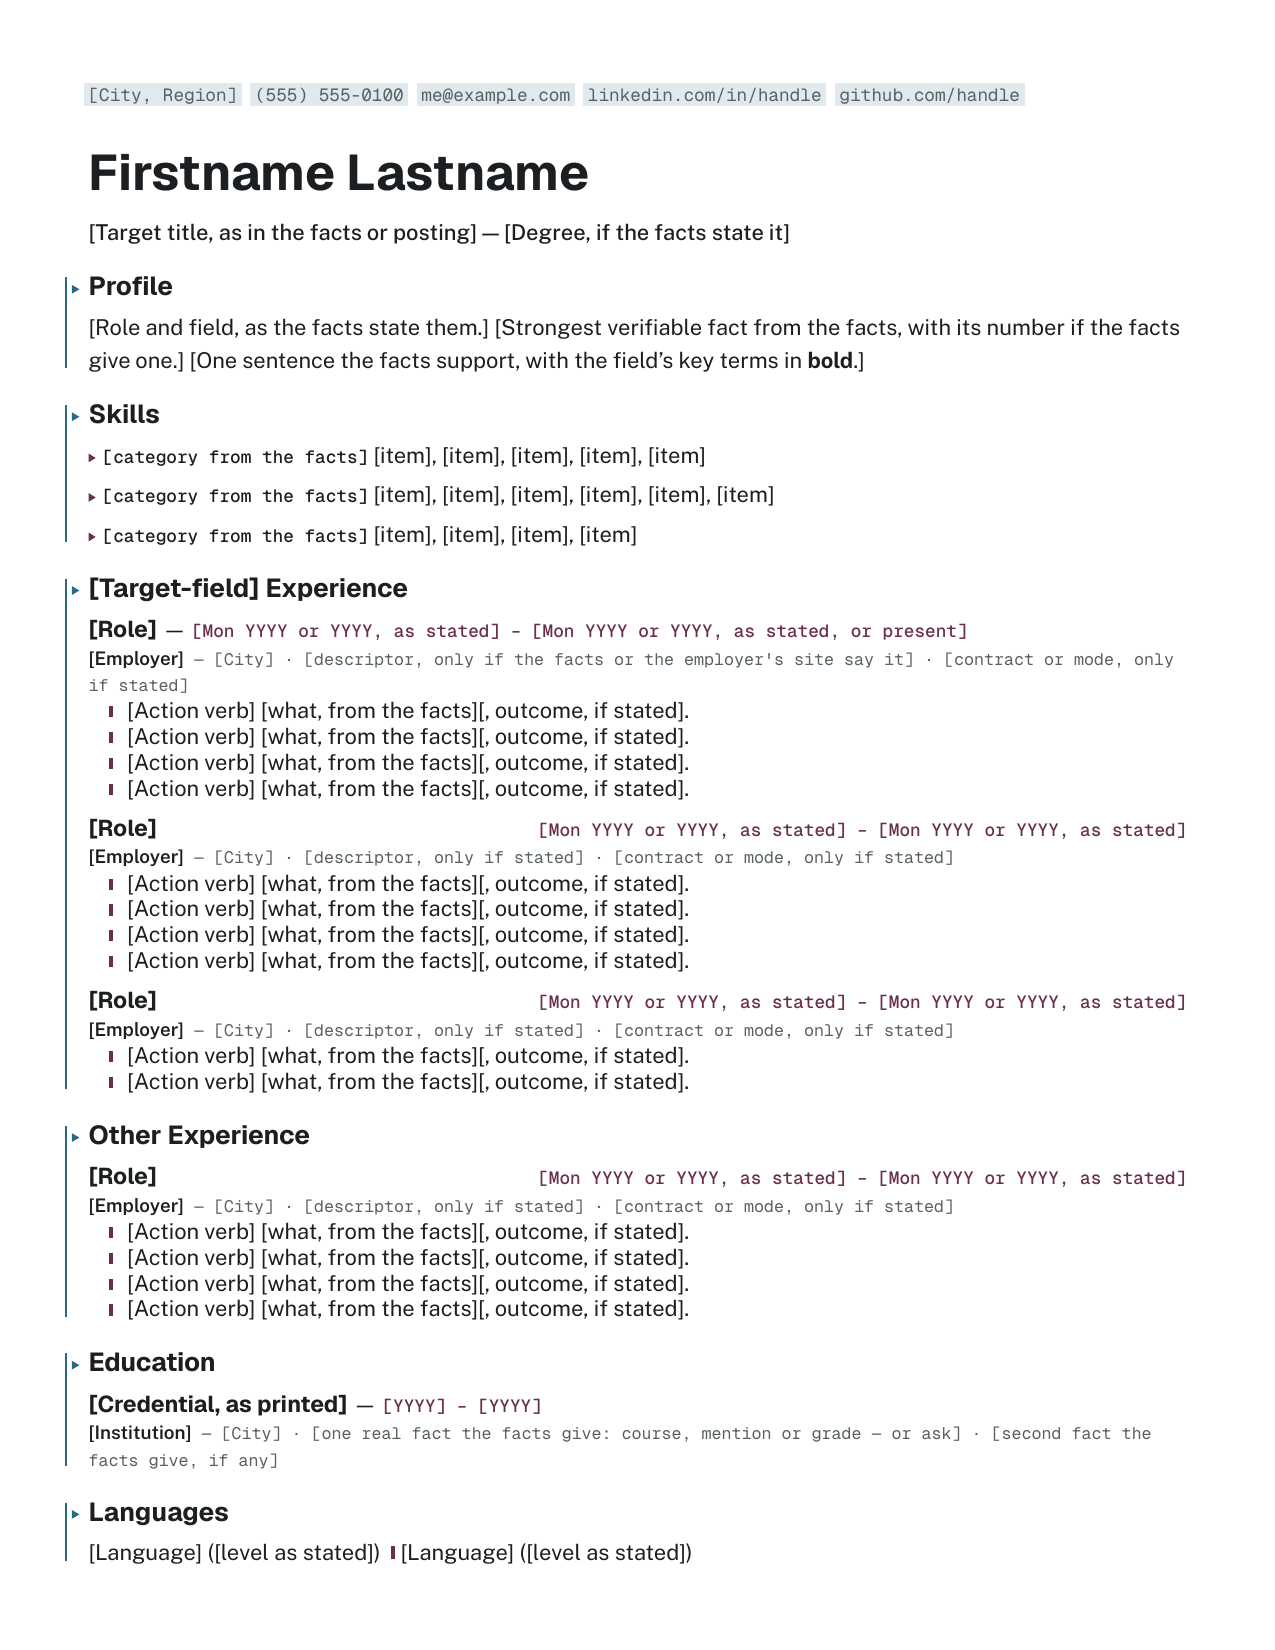 [City, Region] (555) 555-0100 me@example.com linkedin.com/in/handle github.com/handle
Firstname Lastname
[Target title, as in the facts or posting] — [Degree, if the facts state it]
Profile
[Role and field, as the facts state them.] [Strongest verifiable fact from the facts, with its number if the facts
give one.] [One sentence the facts support, with the field’s key terms in bold.]
Skills
[category from the facts] [item], [item], [item], [item], [item]
[category from the facts] [item], [item], [item], [item], [item], [item]
[category from the facts] [item], [item], [item], [item]
[Target-field] Experience
[Role] — [Mon YYYY or YYYY, as stated] – [Mon YYYY or YYYY, as stated, or present]
[Employer] — [City] · [descriptor, only if the facts or the employer's site say it] · [contract or mode, only
if stated]
[Action verb] [what, from the facts][, outcome, if stated].
[Action verb] [what, from the facts][, outcome, if stated].
[Action verb] [what, from the facts][, outcome, if stated].
[Action verb] [what, from the facts][, outcome, if stated].
[Role] [Mon YYYY or YYYY, as stated] – [Mon YYYY or YYYY, as stated]
[Employer] — [City] · [descriptor, only if stated] · [contract or mode, only if stated]
[Action verb] [what, from the facts][, outcome, if stated].
[Action verb] [what, from the facts][, outcome, if stated].
[Action verb] [what, from the facts][, outcome, if stated].
[Action verb] [what, from the facts][, outcome, if stated].
[Role] [Mon YYYY or YYYY, as stated] – [Mon YYYY or YYYY, as stated]
[Employer] — [City] · [descriptor, only if stated] · [contract or mode, only if stated]
[Action verb] [what, from the facts][, outcome, if stated].
[Action verb] [what, from the facts][, outcome, if stated].
Other Experience
[Role] [Mon YYYY or YYYY, as stated] – [Mon YYYY or YYYY, as stated]
[Employer] — [City] · [descriptor, only if stated] · [contract or mode, only if stated]
[Action verb] [what, from the facts][, outcome, if stated].
[Action verb] [what, from the facts][, outcome, if stated].
[Action verb] [what, from the facts][, outcome, if stated].
[Action verb] [what, from the facts][, outcome, if stated].
Education
[Credential, as printed] — [YYYY] – [YYYY]
[Institution] — [City] · [one real fact the facts give: course, mention or grade — or ask] · [second fact the
facts give, if any]
Languages
[Language] ([level as stated]) [Language] ([level as stated])